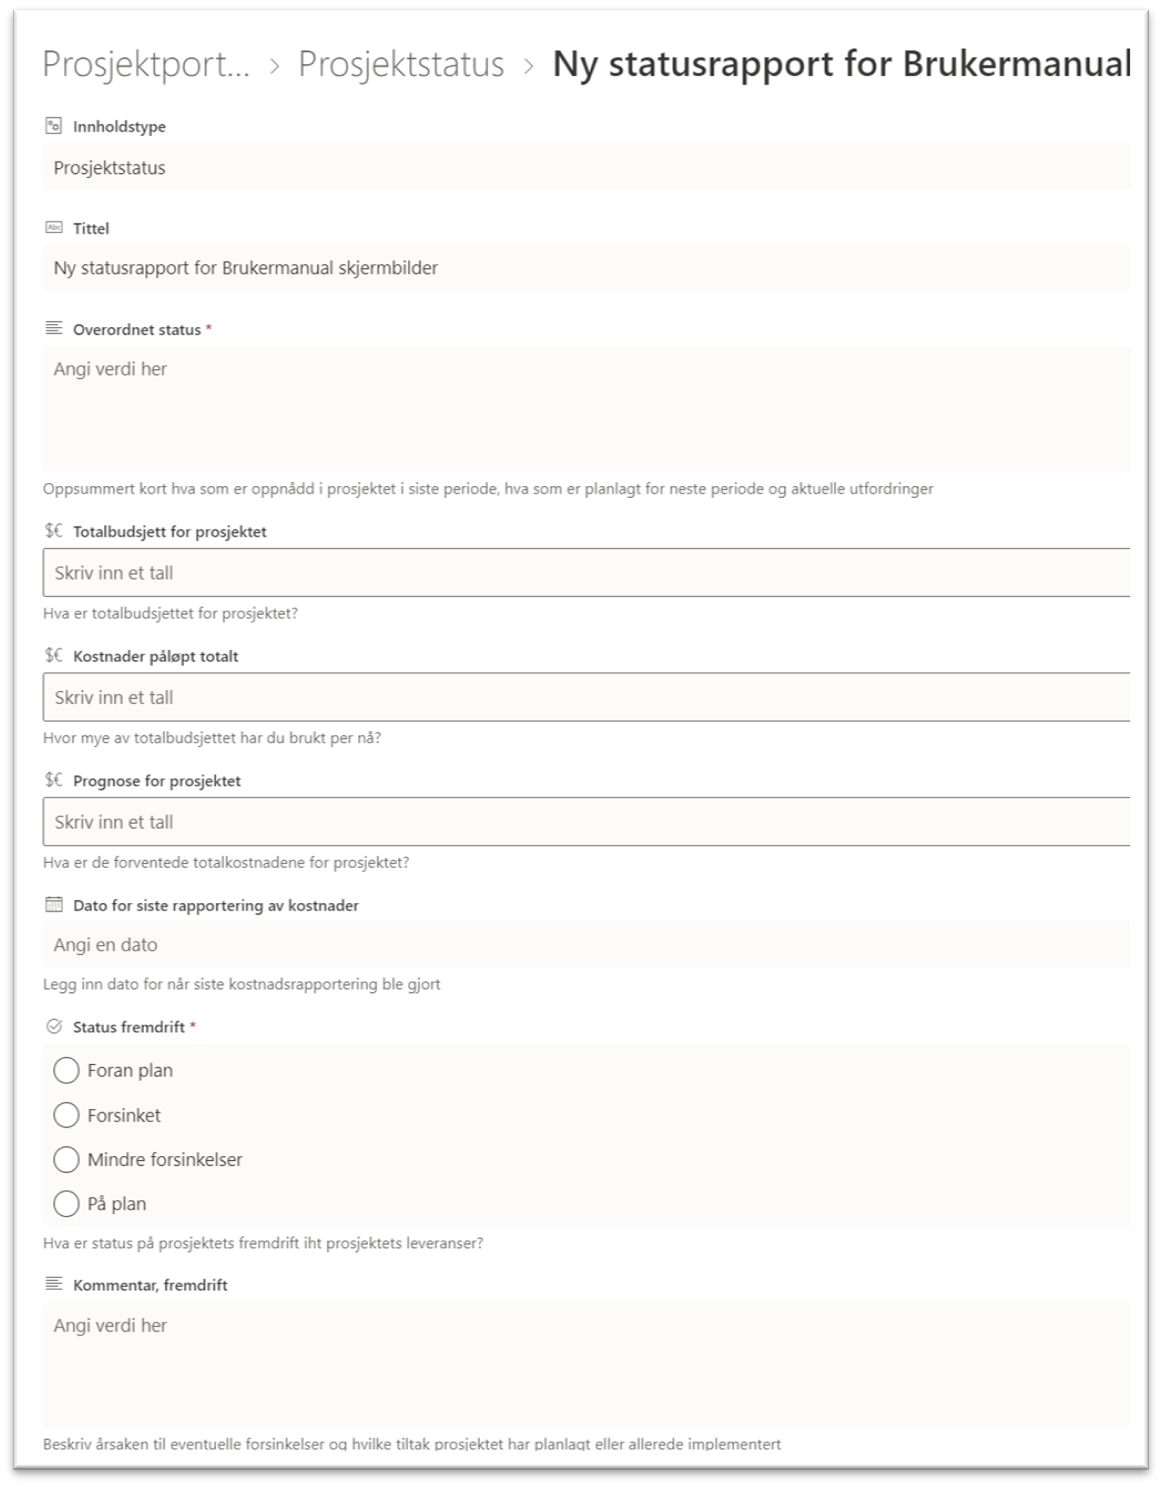 Prosjektport... > Prosjektstatus > Ny statusrapport for Brukermanual
Innholdstype
Prosjektstatus
Abc Tittel
Ny statusrapport for Brukermanual skjermbilder
Overordnet status *
Angi verdi her
Oppsummert kort hva som er oppnådd i prosjektet i siste periode, hva som er planlagt for neste periode og aktuelle utfordringer
$€ Totalbudsjett for prosjektet
Skriv inn et tall
Hva er totalbudsjettet for prosjektet?
$€ Kostnader påløpt totalt
Skriv inn et tall
Hvor mye av totalbudsjettet har du brukt per nå?
$€ Prognose for prosjektet
Skriv inn et tall
Hva er de forventede totalkostnadene for prosjektet?
Dato for siste rapportering av kostnader
Angi en dato
Legg inn dato for når siste kostnadsrapportering ble gjort
Status fremdrift *
Foran plan
Forsinket
Mindre forsinkelser
På plan
Hva er status på prosjektets fremdrift iht prosjektets leveranser?
Kommentar, fremdrift
Angi verdi her
Beskriv årsaken til eventuelle forsinkelser og hvilke tiltak prosjektet har planlagt eller allerede implementert